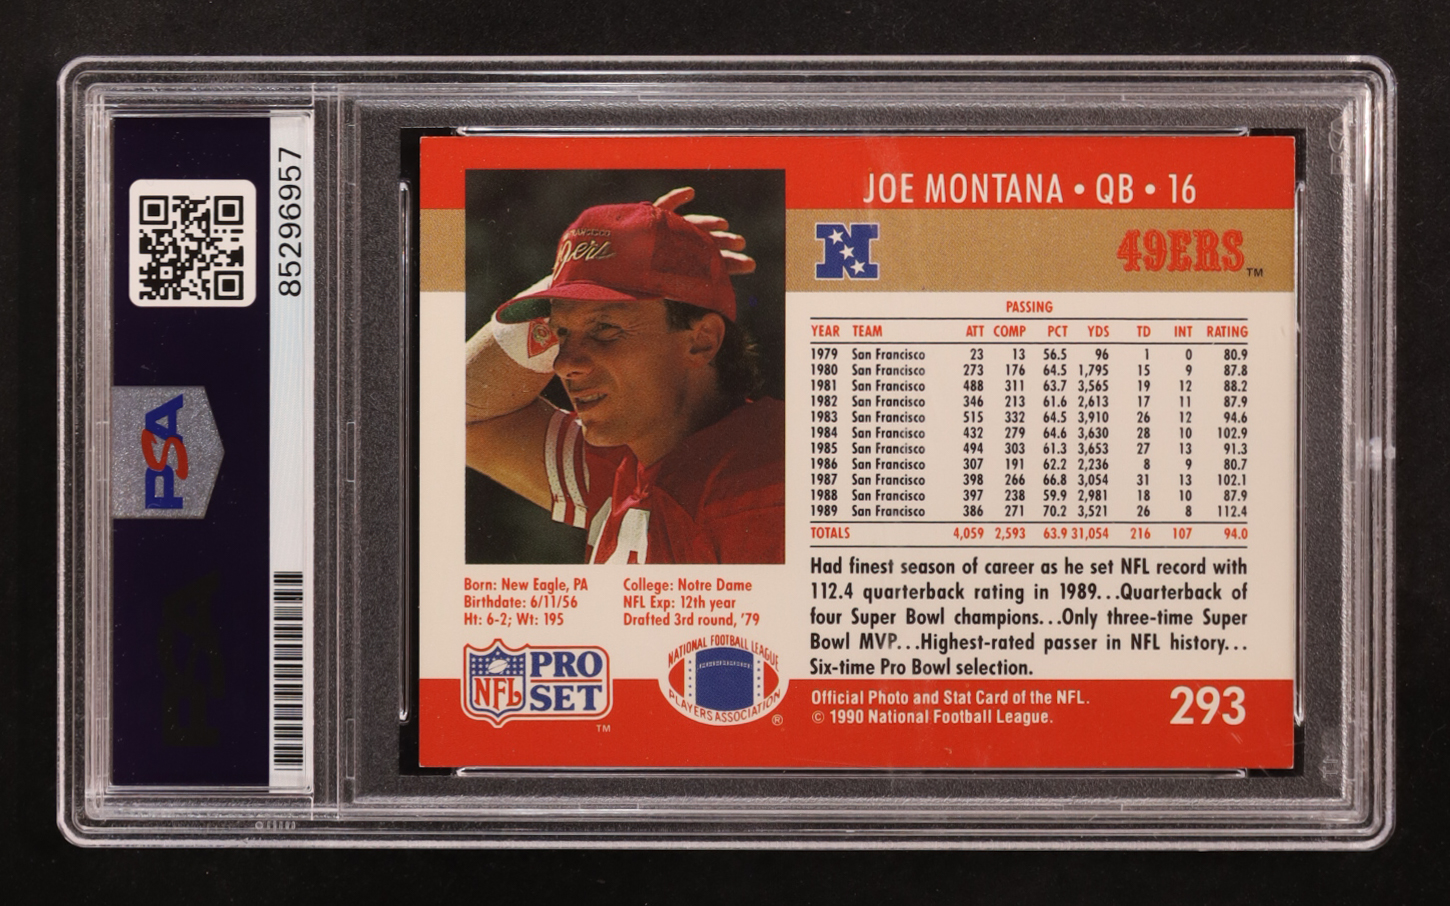 85296957
PSA
JOE MONTANA • QB • 16
N
49ERS TM
PASSING
YEAR TEAM ATT COMP PCT YDS TD INT RATING
1979 San Francisco 23 13 56.5 96 1 0 80.9
1980 San Francisco 273 176 64.5 1,795 15 9 87.8
1981 San Francisco 488 311 63.7 3,565 19 12 88.2
1982 San Francisco 346 213 61.6 2,613 17 11 87.9
1983 San Francisco 515 332 64.5 3,910 26 12 94.6
1984 San Francisco 432 279 64.6 3,630 28 10 102.9
1985 San Francisco 494 303 61.3 3,653 27 13 91.3
1986 San Francisco 307 191 62.2 2,236 8 9 80.7
1987 San Francisco 398 266 66.8 3,054 31 13 102.1
1988 San Francisco 397 238 59.9 2,981 18 10 87.9
1989 San Francisco 386 271 70.2 3,521 26 8 112.4
TOTALS 4,059 2,593 63.9 31,054 216 107 94.0
Had finest season of career as he set NFL record with
112.4 quarterback rating in 1989...Quarterback of
four Super Bowl champions...Only three-time Super
Bowl MVP...Highest-rated passer in NFL history...
Six-time Pro Bowl selection.
Born: New Eagle, PA
Birthdate: 6/11/56
Ht: 6-2; Wt: 195
College: Notre Dame
NFL Exp: 12th year
Drafted 3rd round, '79
NFL PRO
SET TM
NATIONAL FOOTBALL LEAGUE
PLAYERS ASSOCIATION ®
Official Photo and Stat Card of the NFL.
© 1990 National Football League.
293